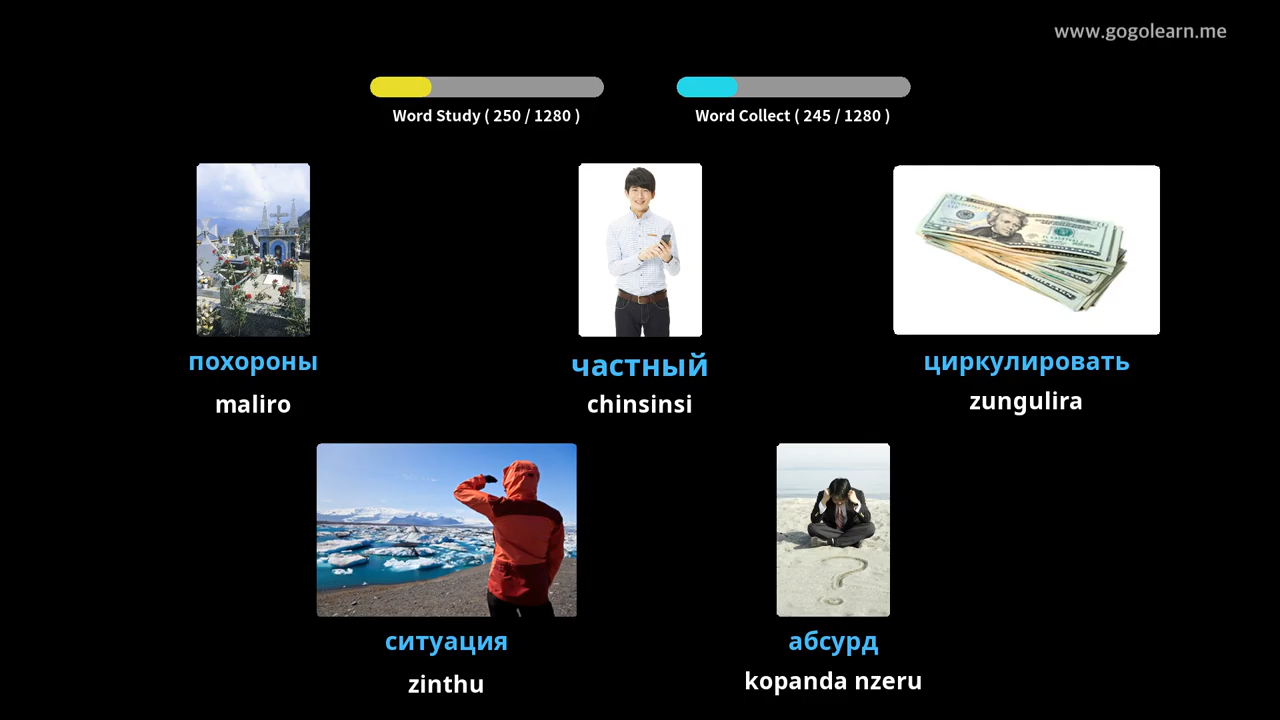 www.gogolearn.me
Word Study ( 250 / 1280 )
Word Collect ( 245 / 1280 )
похороны
maliro
частный
chinsinsi
циркулировать
zungulira
ситуация
zinthu
абсурд
kopanda nzeru